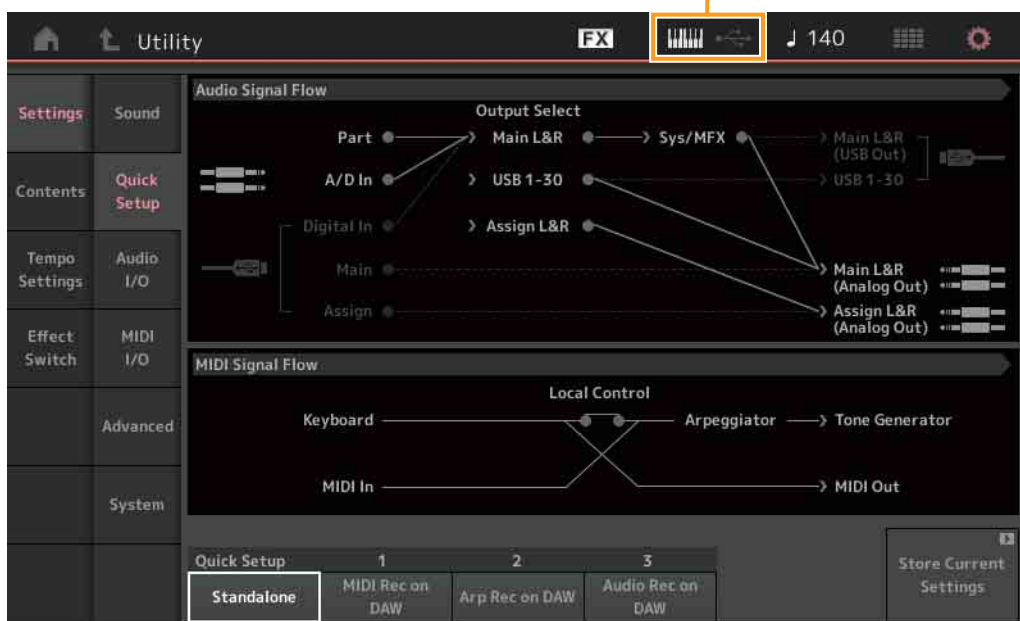 Utility
FX
140
Settings
Sound
Contents
Quick
Setup
Tempo
Settings
Audio
I/O
Effect
Switch
MIDI
I/O
Advanced
System
Audio Signal Flow
Output Select
Part
Main L&R
Sys/MFX
Main L&R
(USB Out)
A/D In
USB 1-30
USB 1-30
Digital In
Assign L&R
Main
Main L&R
(Analog Out)
Assign
Assign L&R
(Analog Out)
MIDI Signal Flow
Local Control
Keyboard
Arpeggiator
Tone Generator
MIDI In
MIDI Out
Quick Setup
1
2
3
Standalone
MIDI Rec on
DAW
Arp Rec on DAW
Audio Rec on
DAW
Store Current
Settings